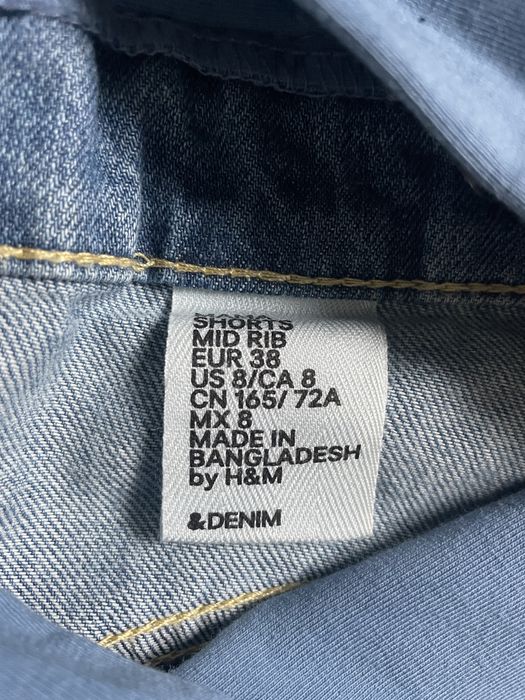 SHORTS
MID RIB
EUR 38
US 8/CA 8
CN 165/ 72A
MX 8
MADE IN
BANGLADESH
by H&M
&DENIM